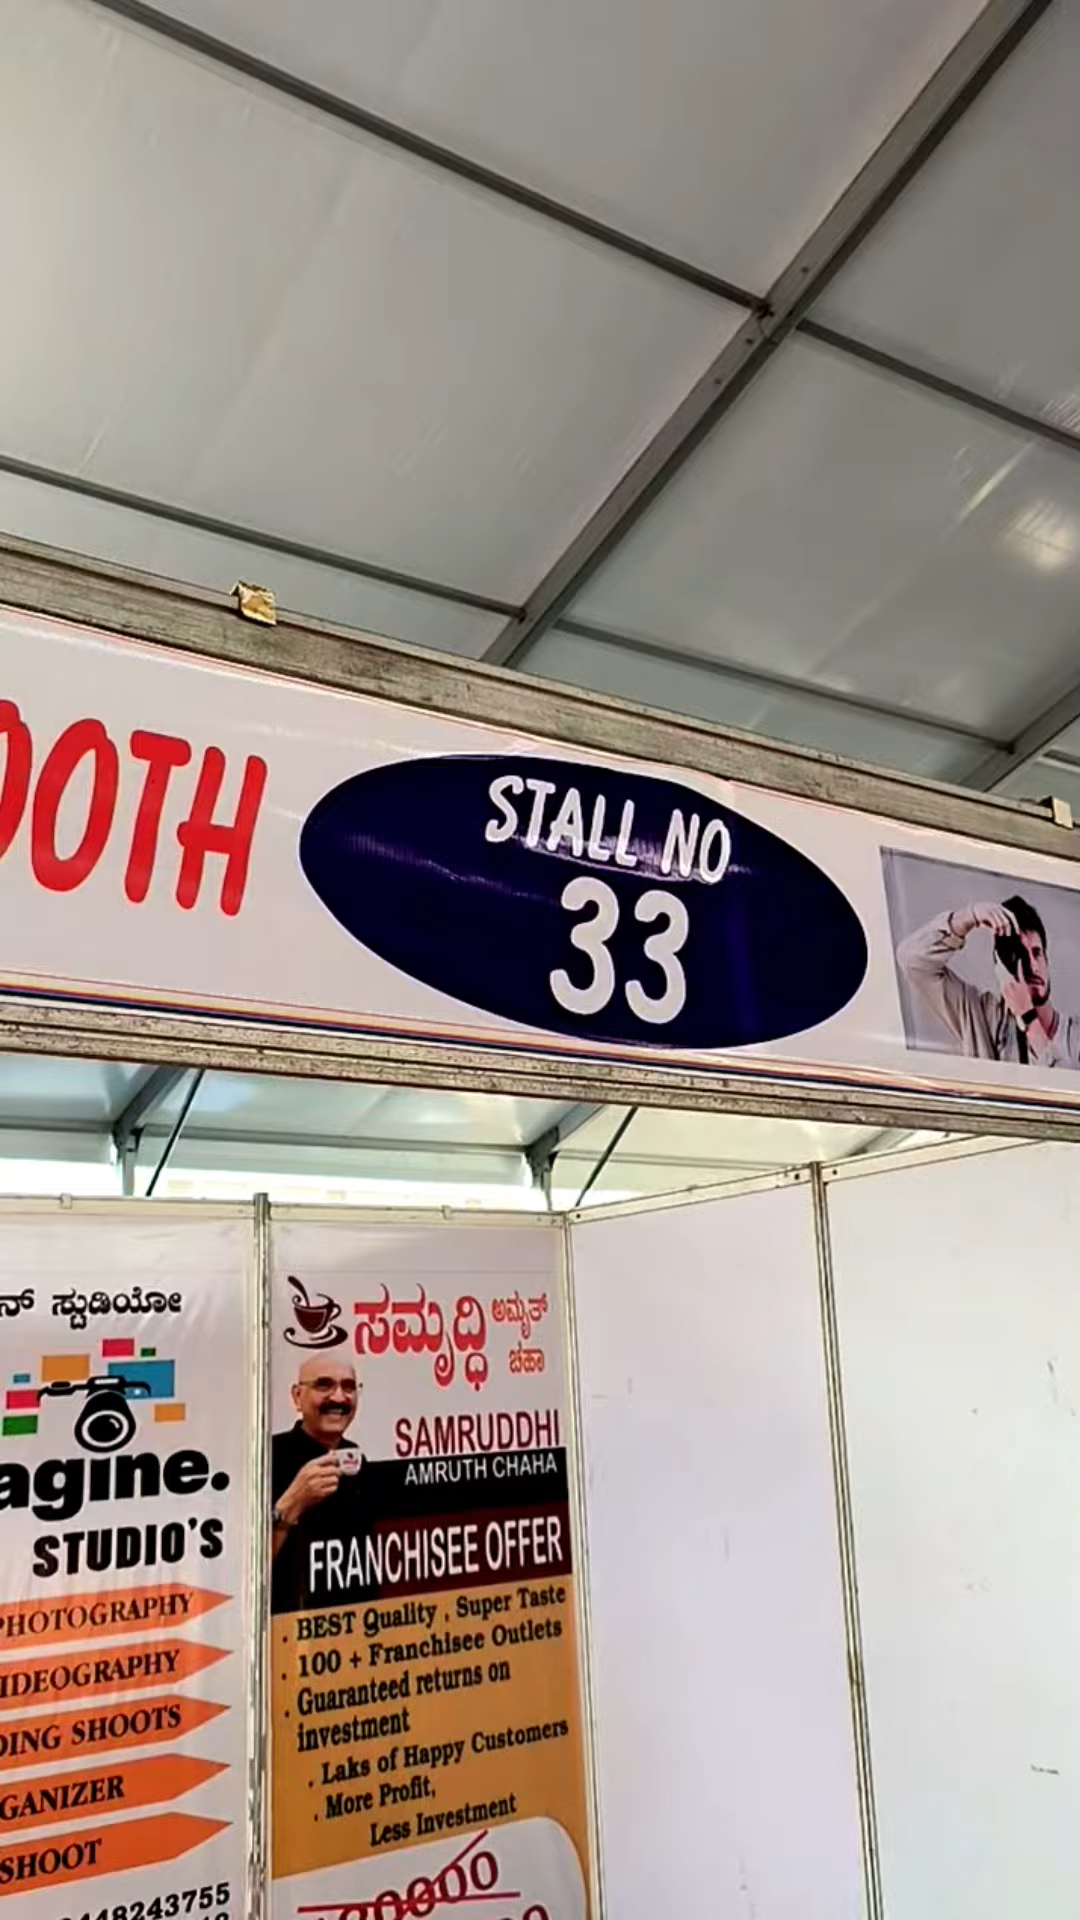 OOTH
STALL NO
33
ನ್ ಸ್ಟುಡಿಯೋ
agine.
STUDIO'S
PHOTOGRAPHY
IDEOGRAPHY
DING SHOOTS
GANIZER
SHOOT
448243755
ಸಮೃದ್ಧಿ ಅಮೃತ್
ಚಹಾ
SAMRUDDHI
AMRUTH CHAHA
FRANCHISEE OFFER
. BEST Quality , Super Taste
. 100 + Franchisee Outlets
. Guaranteed returns on
investment
. Laks of Happy Customers
. More Profit,
Less Investment